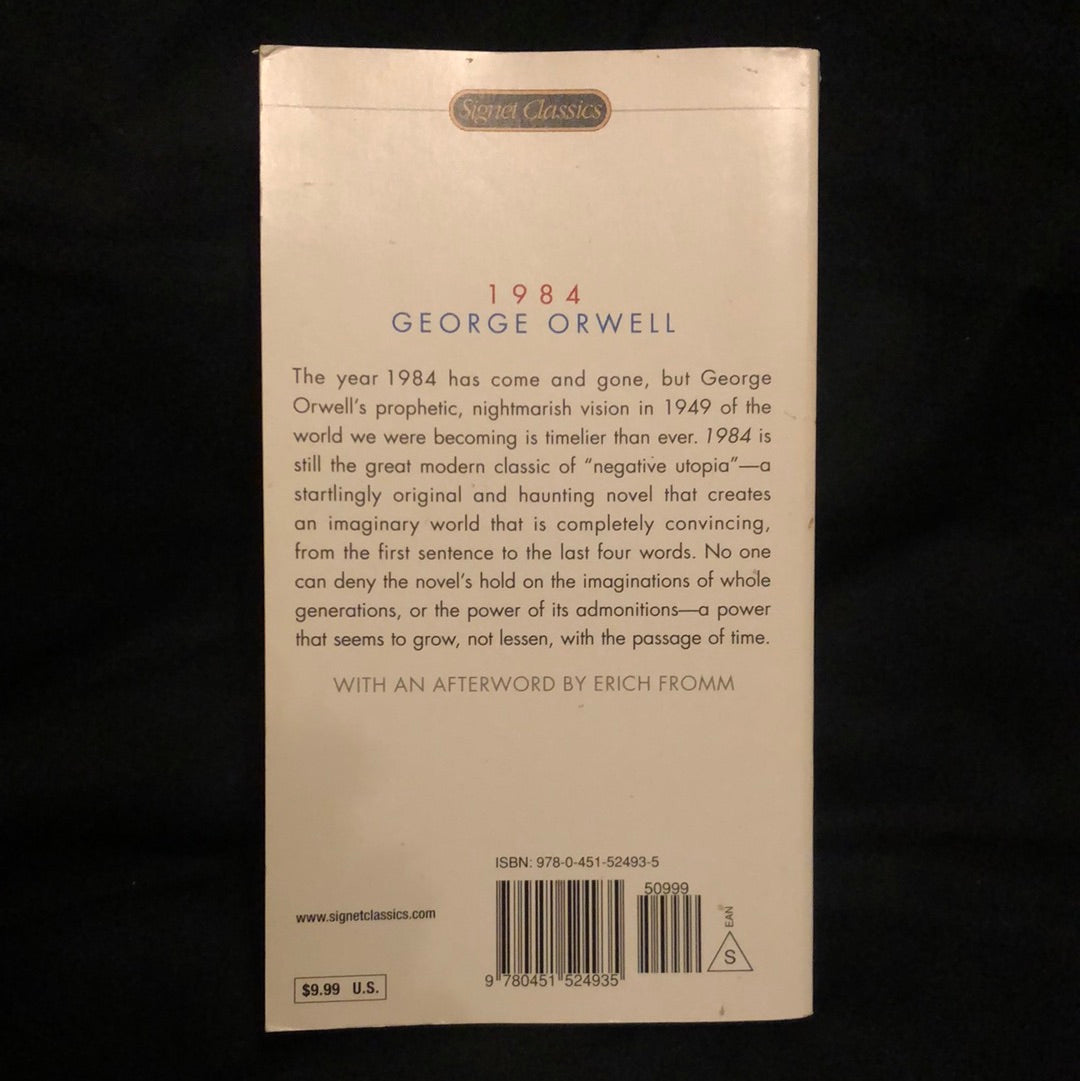 Signet Classics
1984
GEORGE ORWELL
The year 1984 has come and gone, but George
Orwell's prophetic, nightmarish vision in 1949 of the
world we were becoming is timelier than ever. 1984 is
still the great modern classic of “negative utopia”—a
startlingly original and haunting novel that creates
an imaginary world that is completely convincing,
from the first sentence to the last four words. No one
can deny the novel's hold on the imaginations of whole
generations, or the power of its admonitions—a power
that seems to grow, not lessen, with the passage of time.
WITH AN AFTERWORD BY ERICH FROMM
ISBN: 978-0-451-52493-5
50999
www.signetclassics.com
EAN
S
9 780451 524935
$9.99 U.S.